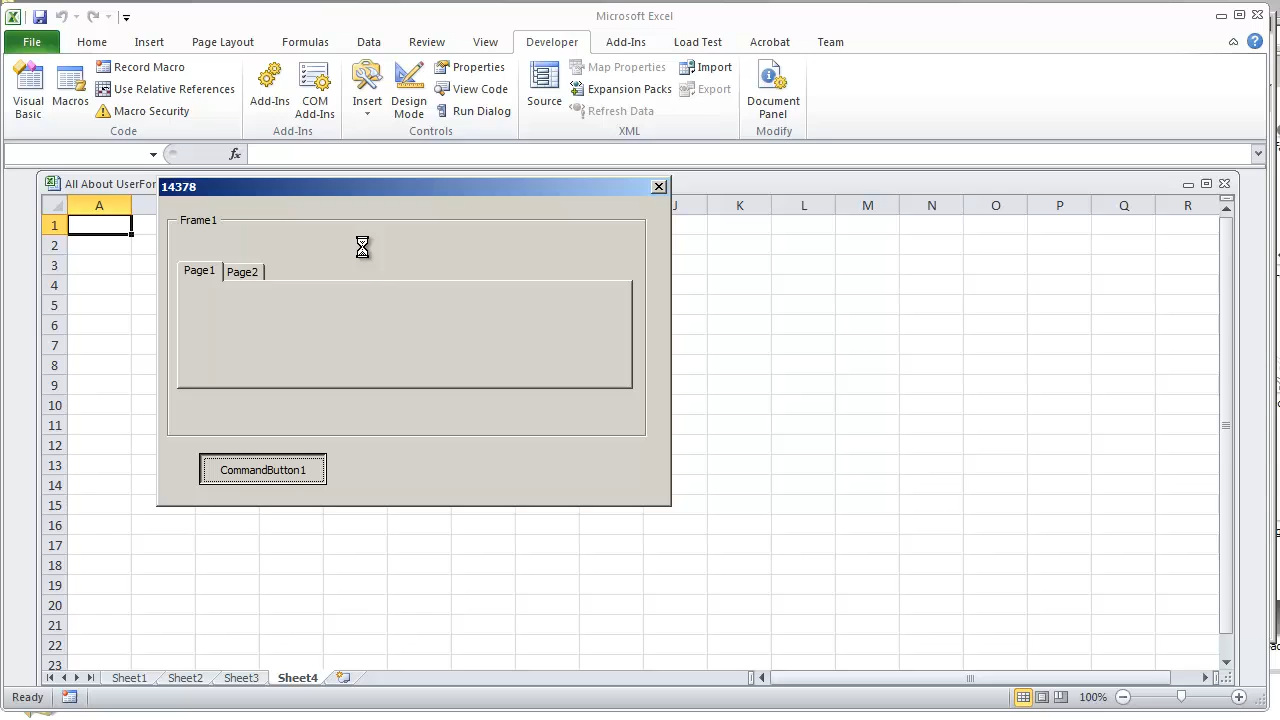 Microsoft Excel
File Home Insert Page Layout Formulas Data Review View Developer Add-Ins Load Test Acrobat Team
Visual Basic
Macros
Record Macro
Use Relative References
Macro Security
Code
Add-Ins
COM Add-Ins
Add-Ins
Insert
Design Mode
Properties
View Code
Run Dialog
Controls
Source
Map Properties
Expansion Packs
Refresh Data
Import
Export
XML
Document Panel
Modify
fx
All About UserFor
14378
A J K L M N O P Q R
Frame1
Page1 Page2
CommandButton1
1
2
3
4
5
6
7
8
9
10
11
12
13
14
15
16
17
18
19
20
21
22
23
Sheet1 Sheet2 Sheet3 Sheet4
Ready
100%